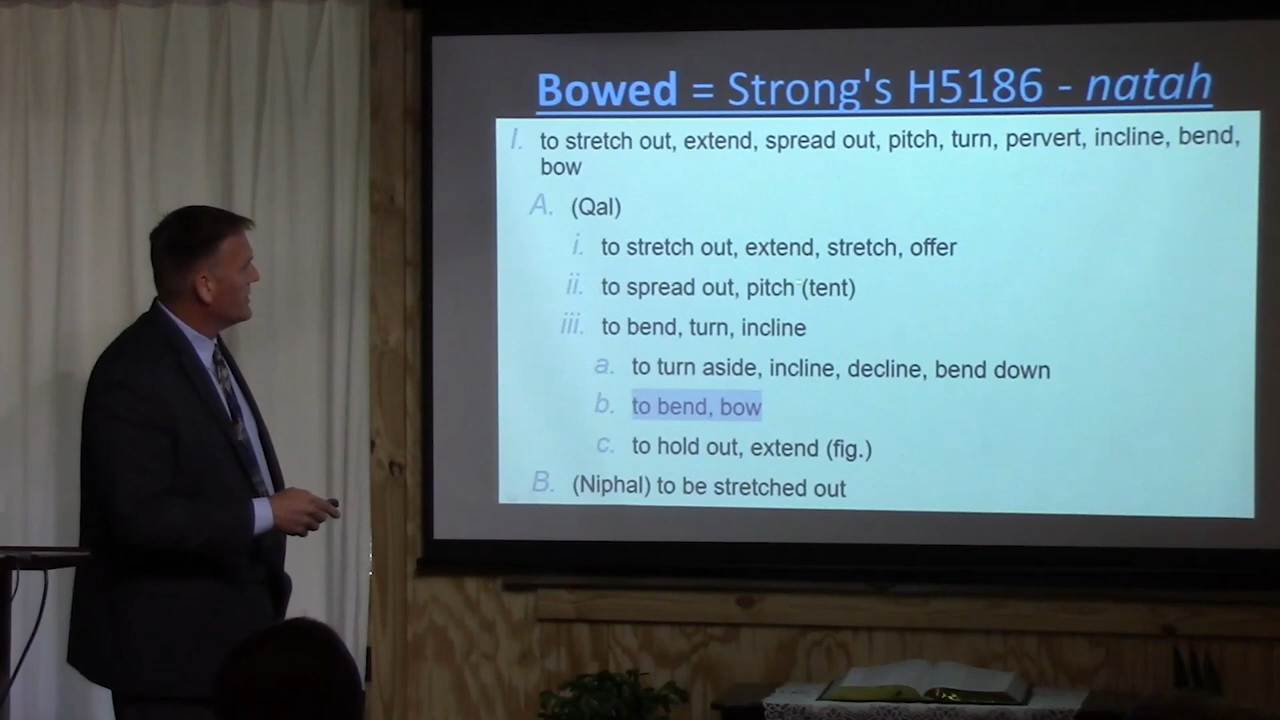 Bowed = Strong's H5186 - natah
I. to stretch out, extend, spread out, pitch, turn, pervert, incline, bend,
bow
A. (Qal)
i. to stretch out, extend, stretch, offer
ii. to spread out, pitch (tent)
iii. to bend, turn, incline
a. to turn aside, incline, decline, bend down
b. to bend, bow
c. to hold out, extend (fig.)
B. (Niphal) to be stretched out